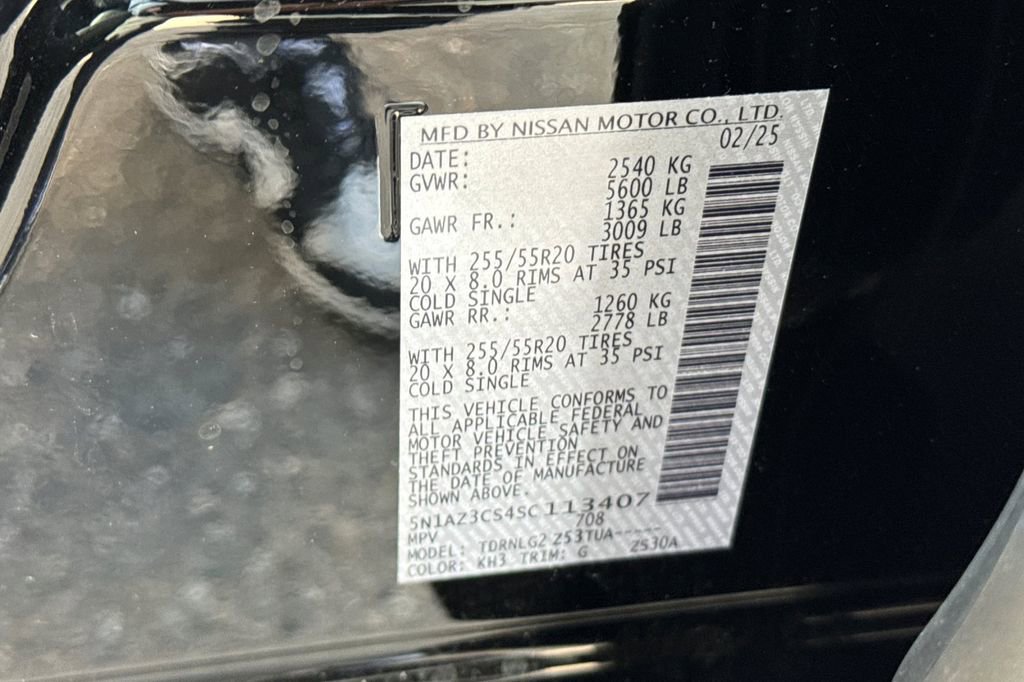 MFD BY NISSAN MOTOR CO., LTD.
DATE: 02/25
GVWR: 2540 KG
5600 LB
GAWR FR.: 1365 KG
3009 LB
WITH 255/55R20 TIRES
20 X 8.0 RIMS AT 35 PSI
COLD SINGLE
GAWR RR.: 1260 KG
2778 LB
WITH 255/55R20 TIRES
20 X 8.0 RIMS AT 35 PSI
COLD SINGLE
THIS VEHICLE CONFORMS TO
ALL APPLICABLE FEDERAL
MOTOR VEHICLE SAFETY AND
THEFT PREVENTION
STANDARDS IN EFFECT ON
THE DATE OF MANUFACTURE
SHOWN ABOVE.
5N1AZ3CS4SC113407
MPV 708
MODEL: TDRNLG2 Z53TUA-----
COLOR: KH3 TRIM: G ZS30A